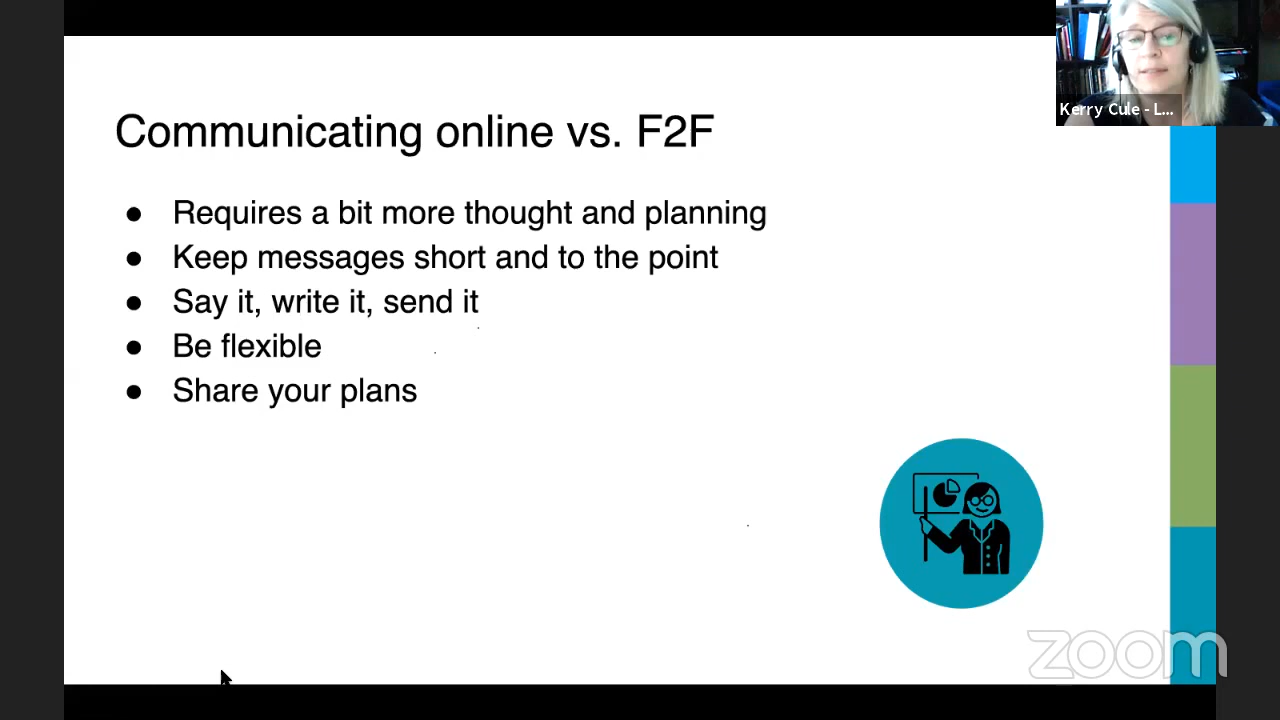 Kerry Cule - L...
Communicating online vs. F2F
● Requires a bit more thought and planning
● Keep messages short and to the point
● Say it, write it, send it
● Be flexible
● Share your plans
zoom